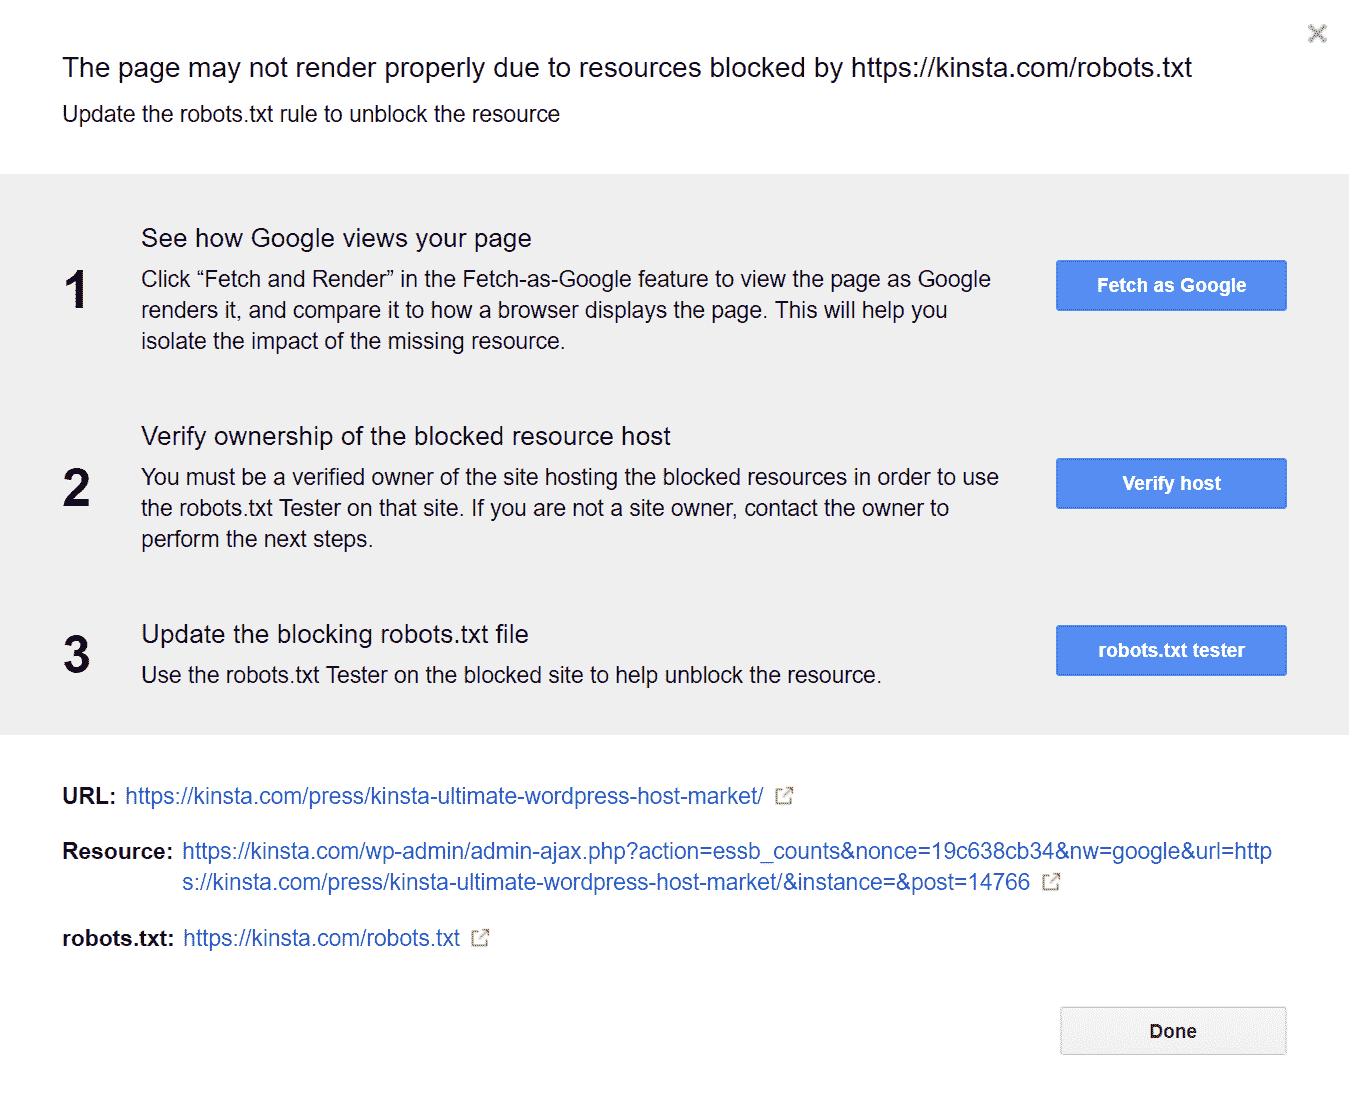 The page may not render properly due to resources blocked by https://kinsta.com/robots.txt
Update the robots.txt rule to unblock the resource
1
See how Google views your page
Click “Fetch and Render” in the Fetch-as-Google feature to view the page as Google
renders it, and compare it to how a browser displays the page. This will help you
isolate the impact of the missing resource.
Fetch as Google
2
Verify ownership of the blocked resource host
You must be a verified owner of the site hosting the blocked resources in order to use
the robots.txt Tester on that site. If you are not a site owner, contact the owner to
perform the next steps.
Verify host
3
Update the blocking robots.txt file
Use the robots.txt Tester on the blocked site to help unblock the resource.
robots.txt tester
URL: https://kinsta.com/press/kinsta-ultimate-wordpress-host-market/
Resource: https://kinsta.com/wp-admin/admin-ajax.php?action=essb_counts&nonce=19c638cb34&nw=google&url=http
s://kinsta.com/press/kinsta-ultimate-wordpress-host-market/&instance=&post=14766
robots.txt: https://kinsta.com/robots.txt
Done